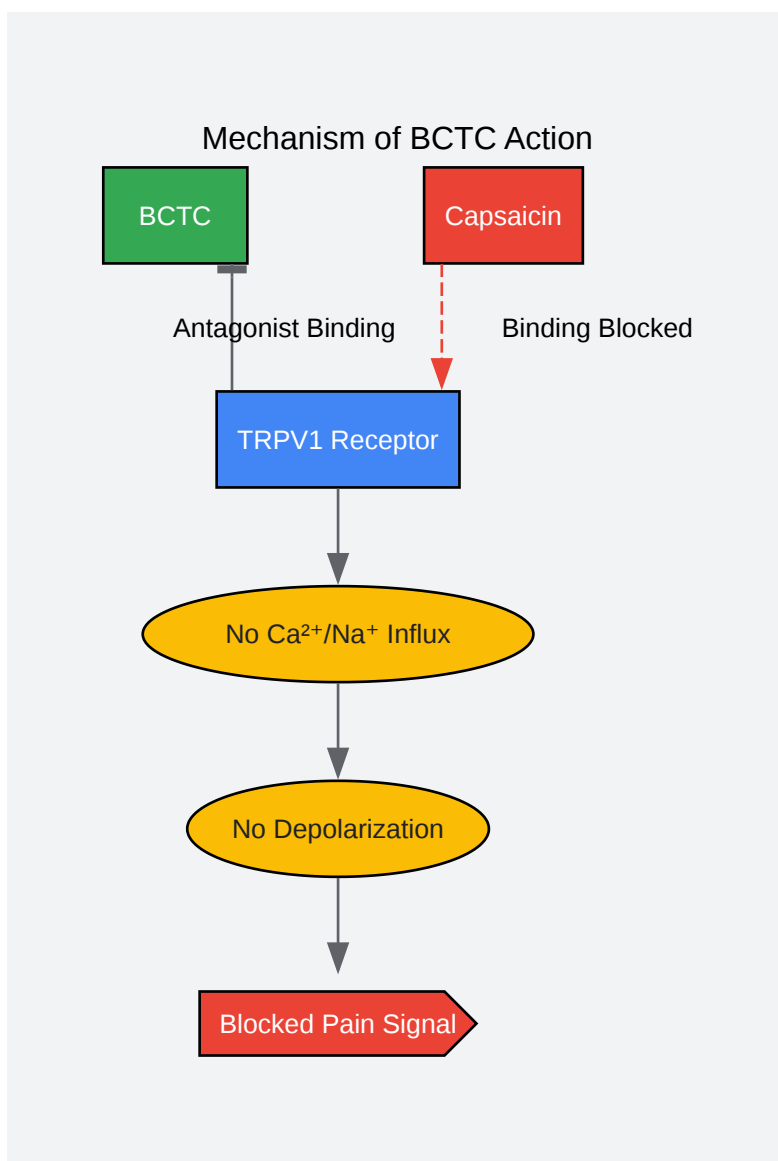 Mechanism of BCTC Action
BCTC
Capsaicin
Antagonist Binding
Binding Blocked
TRPV1 Receptor
No Ca²⁺/Na⁺ Influx
No Depolarization
Blocked Pain Signal